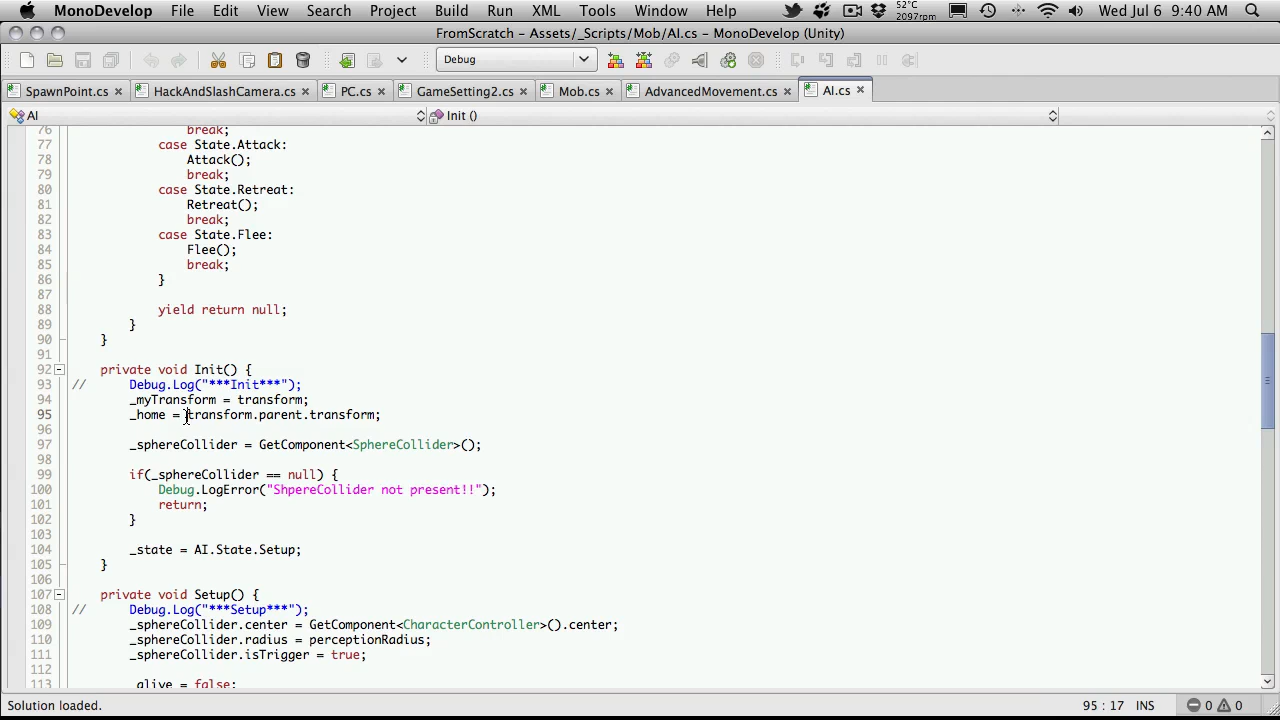 MonoDevelop File Edit View Search Project Build Run XML Tools Window Help 52°C 2097rpm Wed Jul 6 9:40 AM
FromScratch – Assets/_Scripts/Mob/AI.cs – MonoDevelop (Unity)
Debug
SpawnPoint.cs HackAndSlashCamera.cs PC.cs GameSetting2.cs Mob.cs AdvancedMovement.cs AI.cs
AI Init ()
76 break;
77 case State.Attack:
78 Attack();
79 break;
80 case State.Retreat:
81 Retreat();
82 break;
83 case State.Flee:
84 Flee();
85 break;
86 }
87
88 yield return null;
89 }
90 }
91
92 private void Init() {
93 // Debug.Log("***Init***");
94 _myTransform = transform;
95 _home = transform.parent.transform;
96
97 _sphereCollider = GetComponent<SphereCollider>();
98
99 if(_sphereCollider == null) {
100 Debug.LogError("ShpereCollider not present!!");
101 return;
102 }
103
104 _state = AI.State.Setup;
105 }
106
107 private void Setup() {
108 // Debug.Log("***Setup***");
109 _sphereCollider.center = GetComponent<CharacterController>().center;
110 _sphereCollider.radius = perceptionRadius;
111 _sphereCollider.isTrigger = true;
112
113 _alive = false;
Solution loaded. 95 : 17 INS 0 0